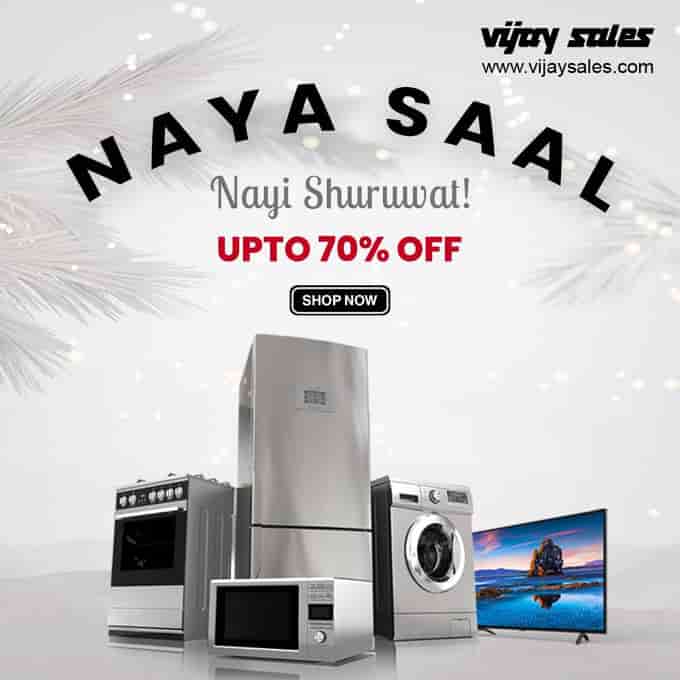 vijay sales
www.vijaysales.com
NAYA SAAL
Nayi Shuruwat!
UPTO 70% OFF
SHOP NOW